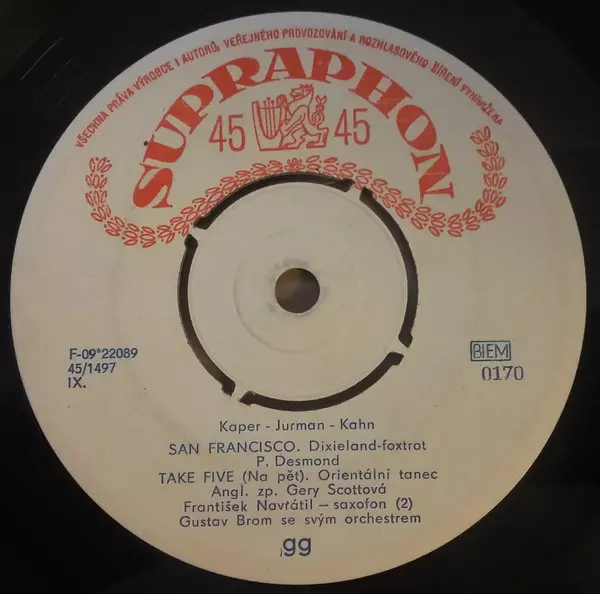 VŠECHNA PRÁVA VÝROBCE I AUTORŮ, VEŘEJNÉHO PROVOZOVÁNÍ A ROZHLASOVÉHO ŠÍŘENÍ VYHRAZENA
SUPRAPHON
45 45
F-09*22089
45/1497
IX.
BIEM
0170
Kaper - Jurman - Kahn
SAN FRANCISCO. Dixieland-foxtrot
P. Desmond
TAKE FIVE (Na pět). Orientální tanec
Angl. zp. Gery Scottová
František Navrátil — saxofon (2)
Gustav Brom se svým orchestrem
gg